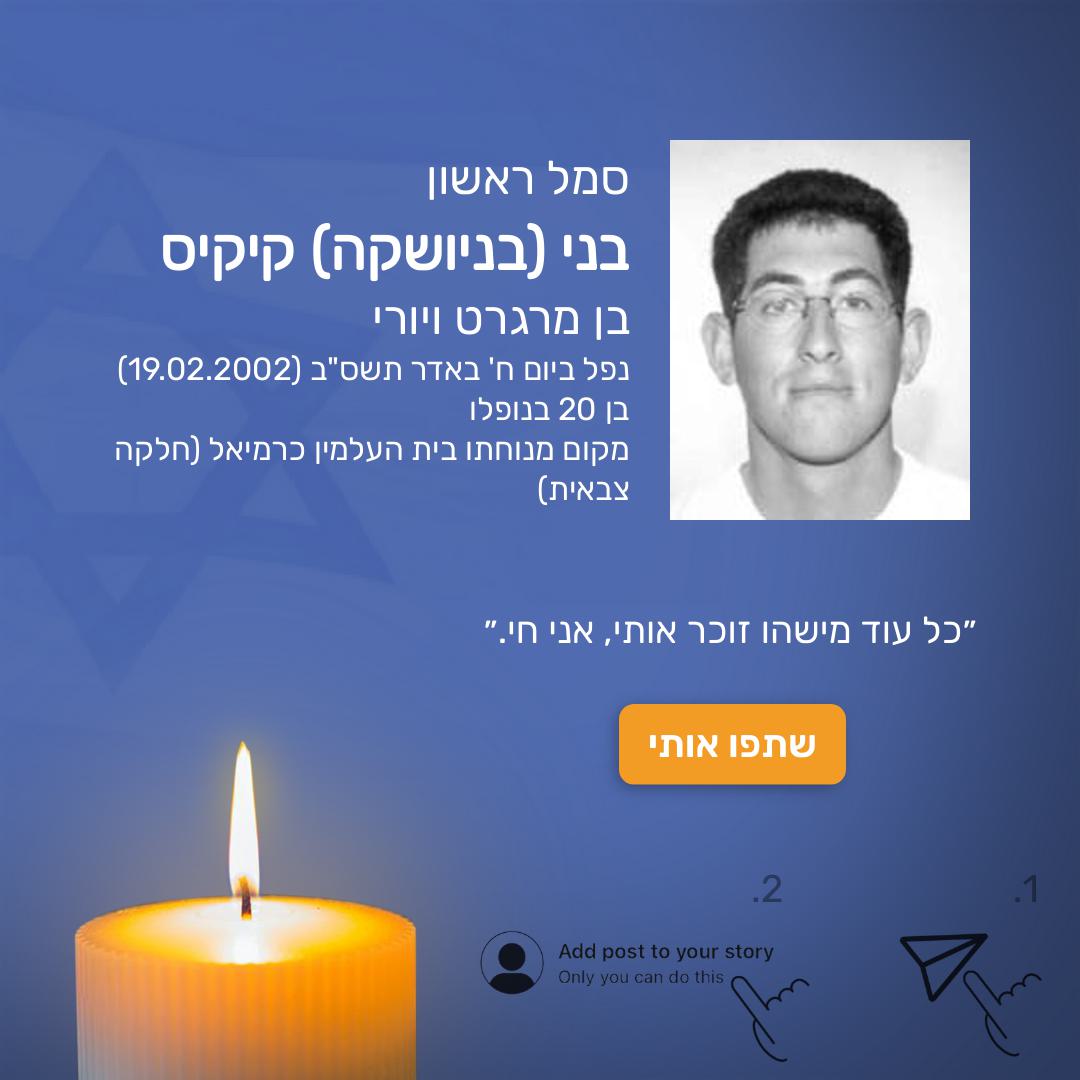 סמל ראשון
בני (בניושקה) קיקיס
בן מרגרט ויורי
נפל ביום ח' באדר תשס"ב (19.02.2002)
בן 20 בנופלו
מקום מנוחתו בית העלמין כרמיאל (חלקה
צבאית)
״כל עוד מישהו זוכר אותי, אני חי.״
שתפו אותי
.1
.2
Add post to your story
Only you can do this